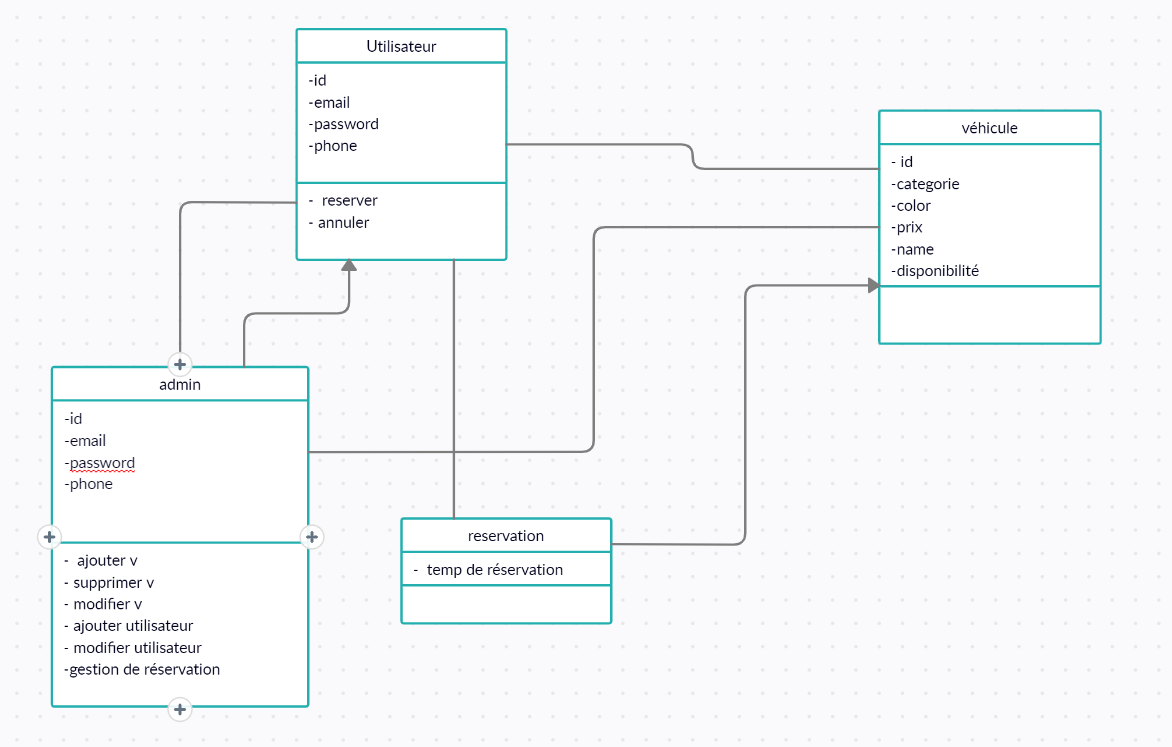 Utilisateur
-id
-email
-password
-phone
- reserver
- annuler
véhicule
- id
-categorie
-color
-prix
-name
-disponibilité
admin
-id
-email
-password
-phone
- ajouter v
- supprimer v
- modifier v
- ajouter utilisateur
- modifier utilisateur
-gestion de réservation
reservation
- temp de réservation